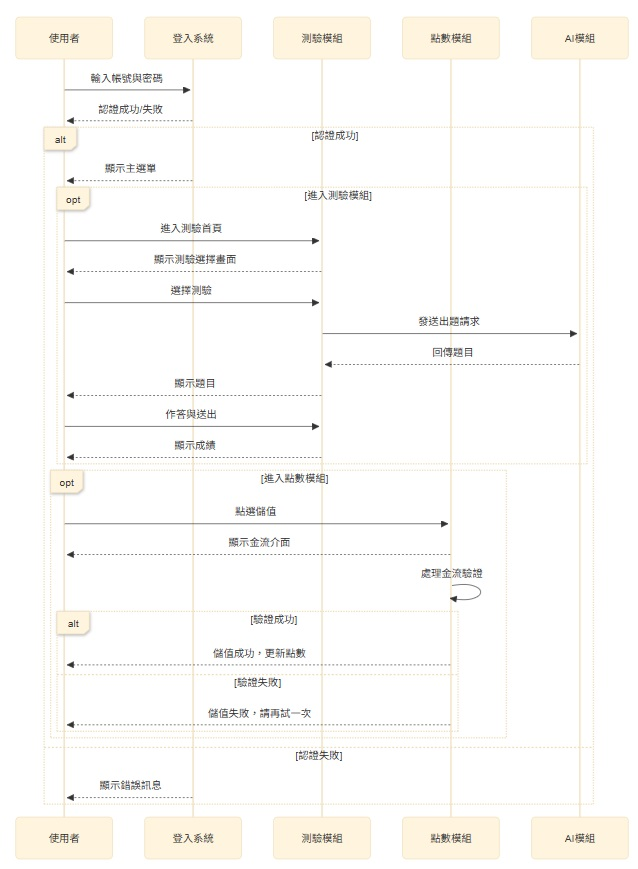 使用者
登入系統
測驗模組
點數模組
AI模組
輸入帳號與密碼
認證成功/失敗
alt
[認證成功]
顯示主選單
opt
[進入測驗模組]
進入測驗首頁
顯示測驗選擇畫面
選擇測驗
發送出題請求
回傳題目
顯示題目
作答與送出
顯示成績
opt
[進入點數模組]
點選儲值
顯示金流介面
處理金流驗證
alt
[驗證成功]
儲值成功，更新點數
[驗證失敗]
儲值失敗，請再試一次
[認證失敗]
顯示錯誤訊息
使用者
登入系統
測驗模組
點數模組
AI模組